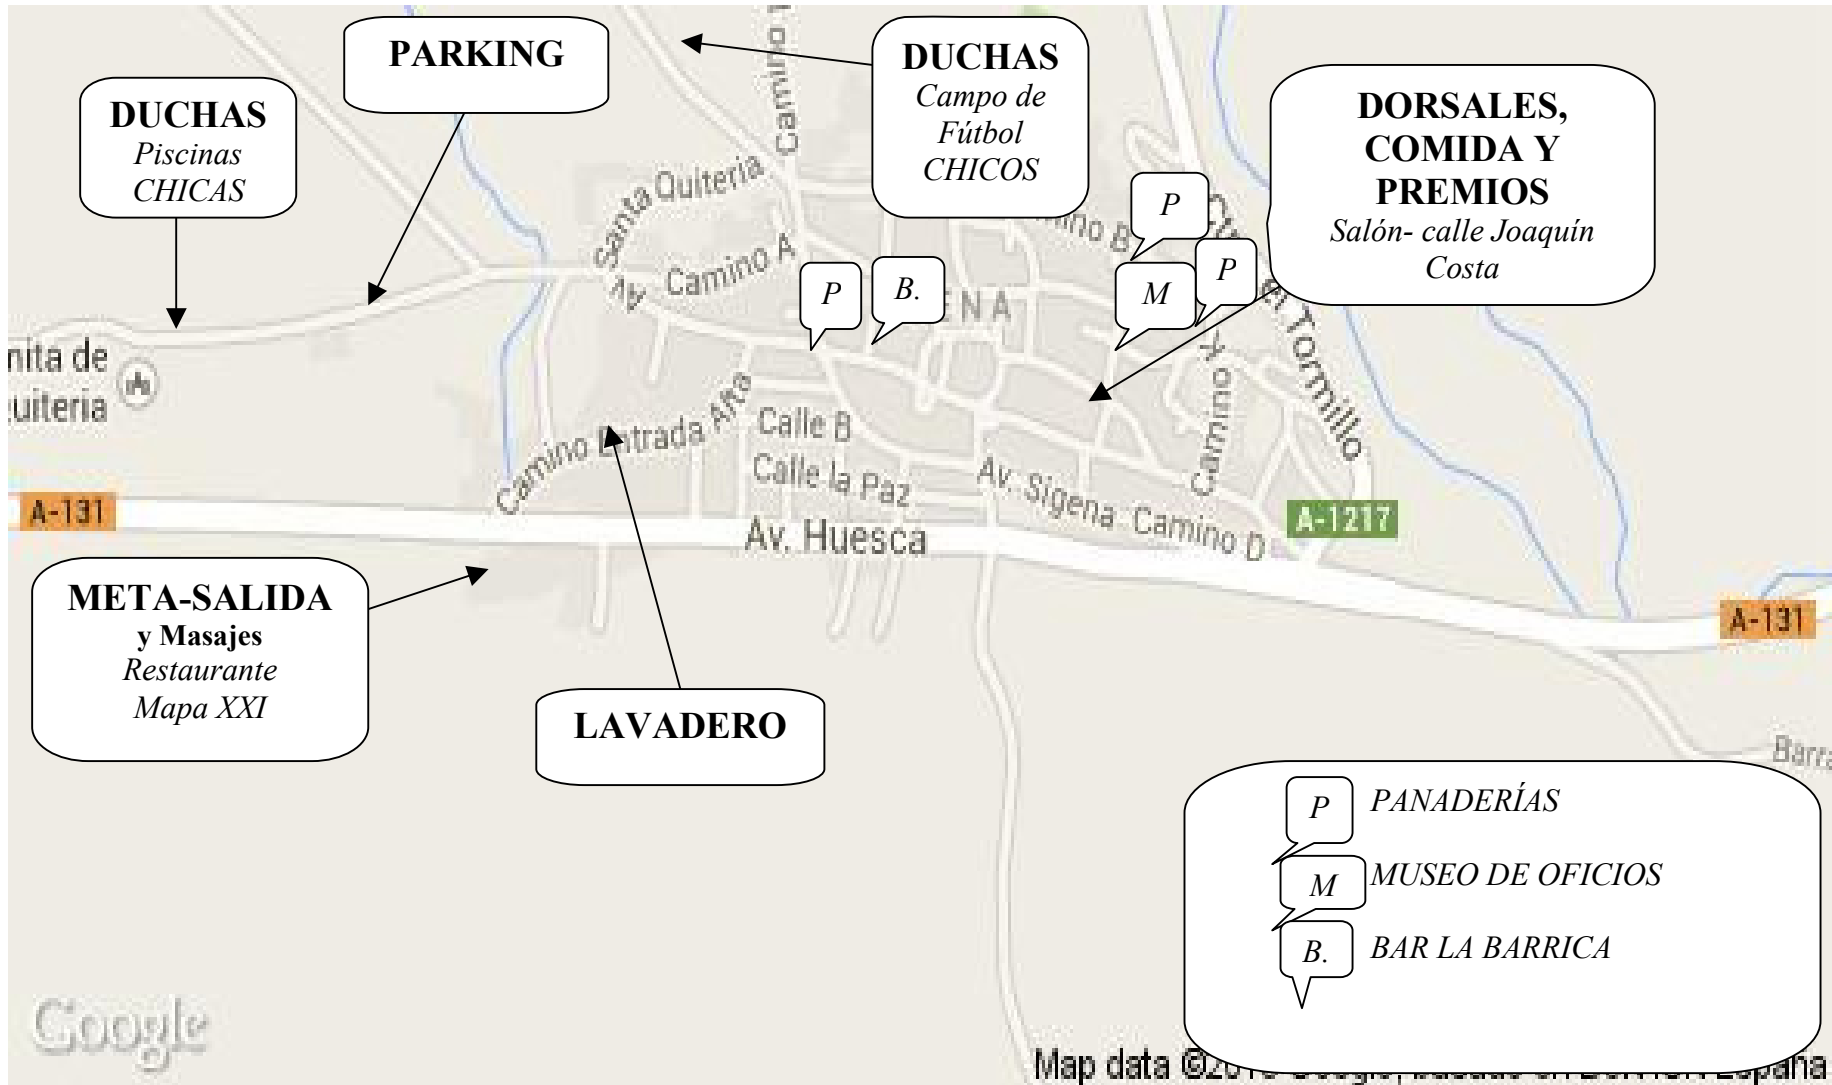 PARKING
DUCHAS
Piscinas
CHICAS
DUCHAS
Campo de
Fútbol
CHICOS
DORSALES,
COMIDA Y
PREMIOS
Salón- calle Joaquín
Costa
Camino
Santa Quiteria
Camino A
Av.
P
B.
P
M
P
ENA
Tormillo
Camino
nita de
uiteria
Camino Entrada Alta
Calle B
Calle la Paz
Av. Sigena
Camino D
A-131
Av. Huesca
A-1217
A-131
META-SALIDA
y Masajes
Restaurante
Mapa XXI
LAVADERO
Barra
P PANADERÍAS
M MUSEO DE OFICIOS
B. BAR LA BARRICA
Google
Map data